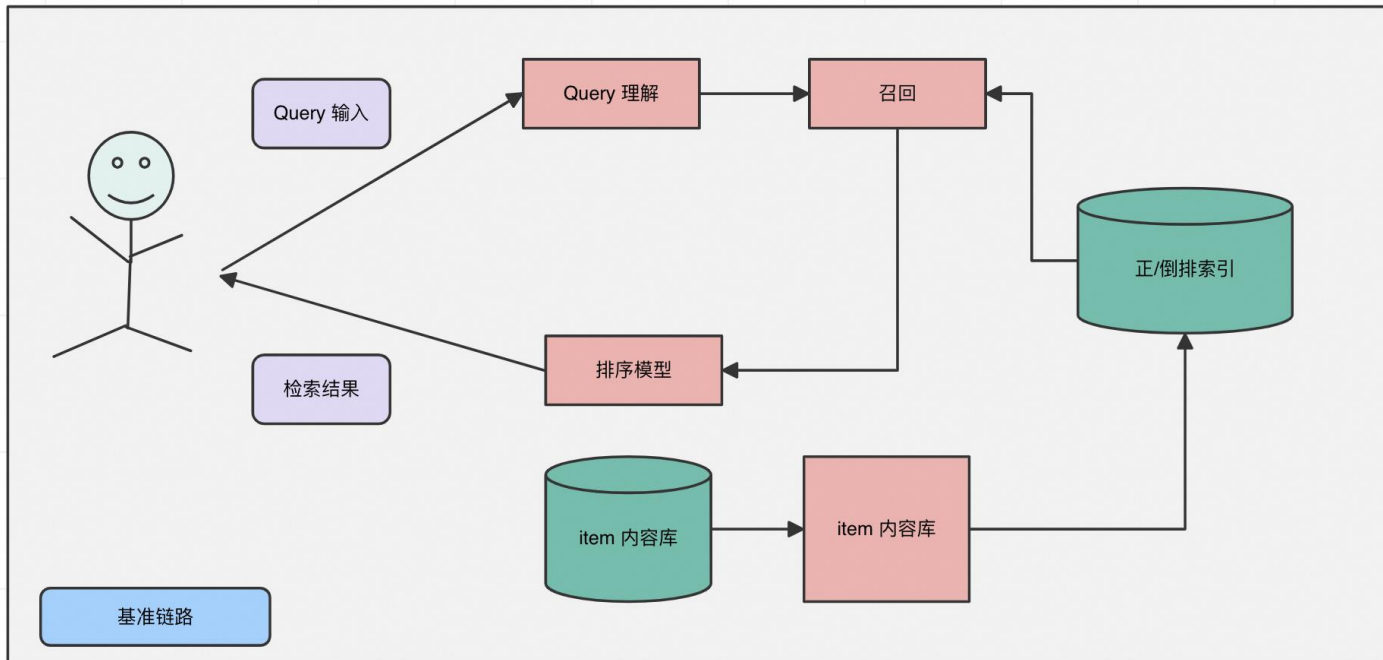 Query 输入
Query 理解
召回
正/倒排索引
排序模型
检索结果
item 内容库
item 内容库
基准链路